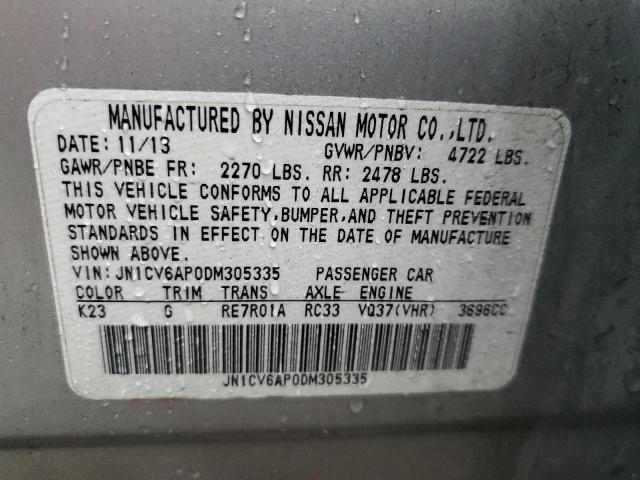 MANUFACTURED BY NISSAN MOTOR CO.,LTD.
DATE: 11/13 GVWR/PNBV: 4722 LBS.
GAWR/PNBE FR: 2270 LBS. RR: 2478 LBS.
THIS VEHICLE CONFORMS TO ALL APPLICABLE FEDERAL
MOTOR VEHICLE SAFETY,BUMPER,AND THEFT PREVENTION
STANDARDS IN EFFECT ON THE DATE OF MANUFACTURE
SHOWN ABOVE.
VIN: JN1CV6AP0DM305335 PASSENGER CAR
COLOR TRIM TRANS AXLE ENGINE
K23 G RE7R01A RC33 VQ37(VHR) 3696CC
JN1CV6AP0DM305335